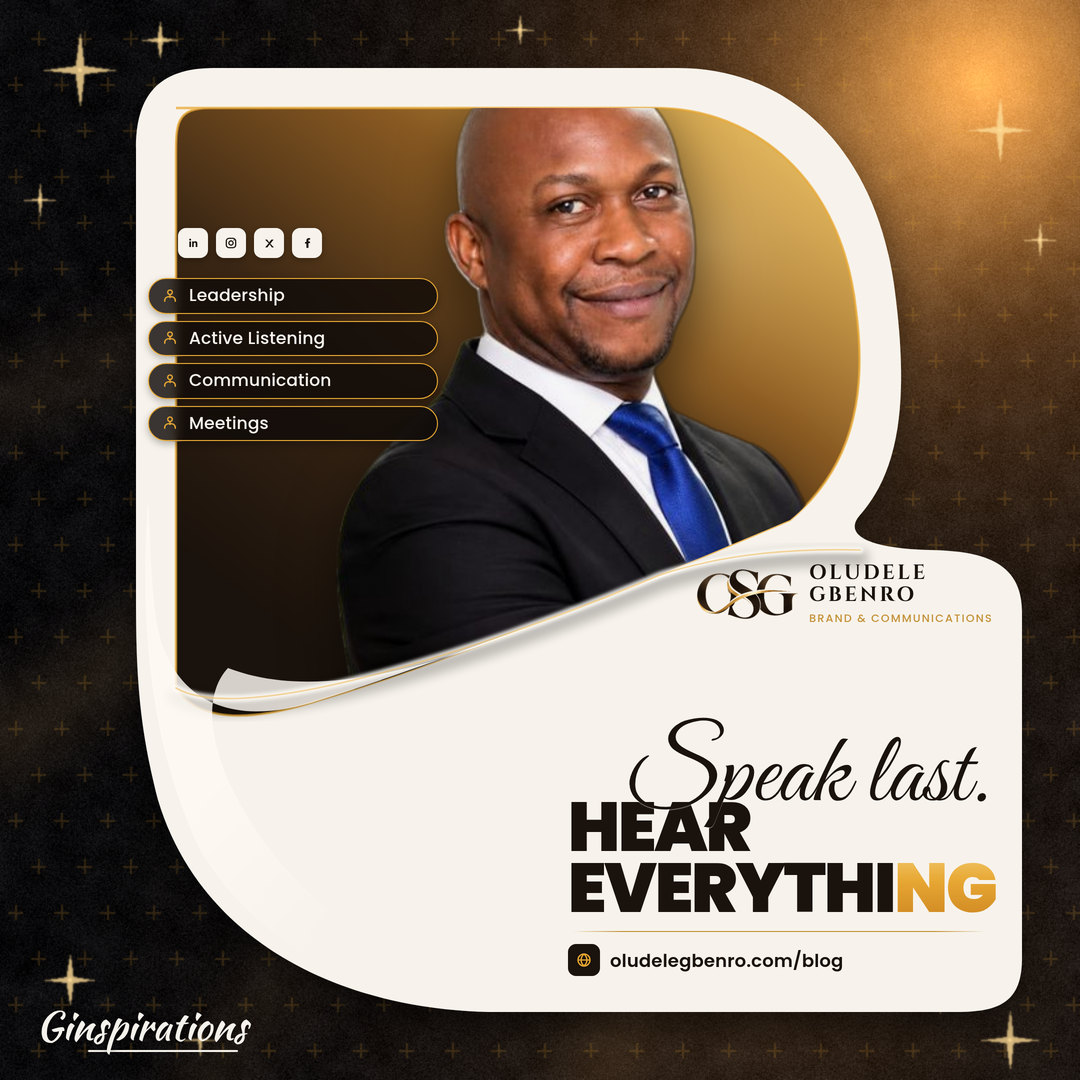 in
X
f
Leadership
Active Listening
Communication
Meetings
OSG
OLUDELE
GBENRO
BRAND & COMMUNICATIONS
Speak last.
HEAR
EVERYTHING
oludelegbenro.com/blog
Ginspirations